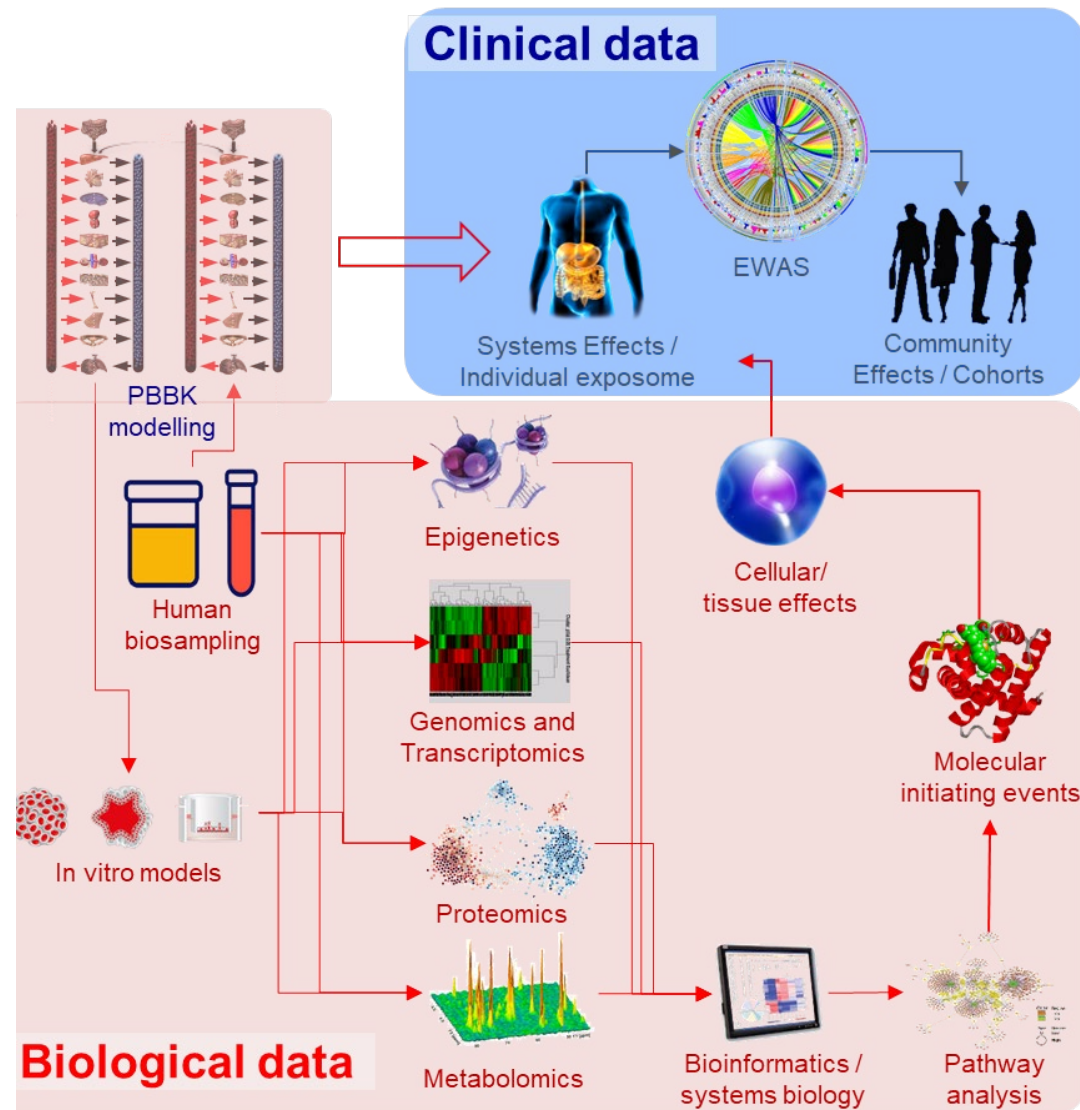 Clinical data
EWAS
Systems Effects /
Individual exposome
Community
Effects / Cohorts
PBBK
modelling
Human
biosampling
Epigenetics
Cellular/
tissue effects
Genomics and
Transcriptomics
Molecular
initiating events
In vitro models
Proteomics
Metabolomics
Bioinformatics /
systems biology
Pathway
analysis
Biological data